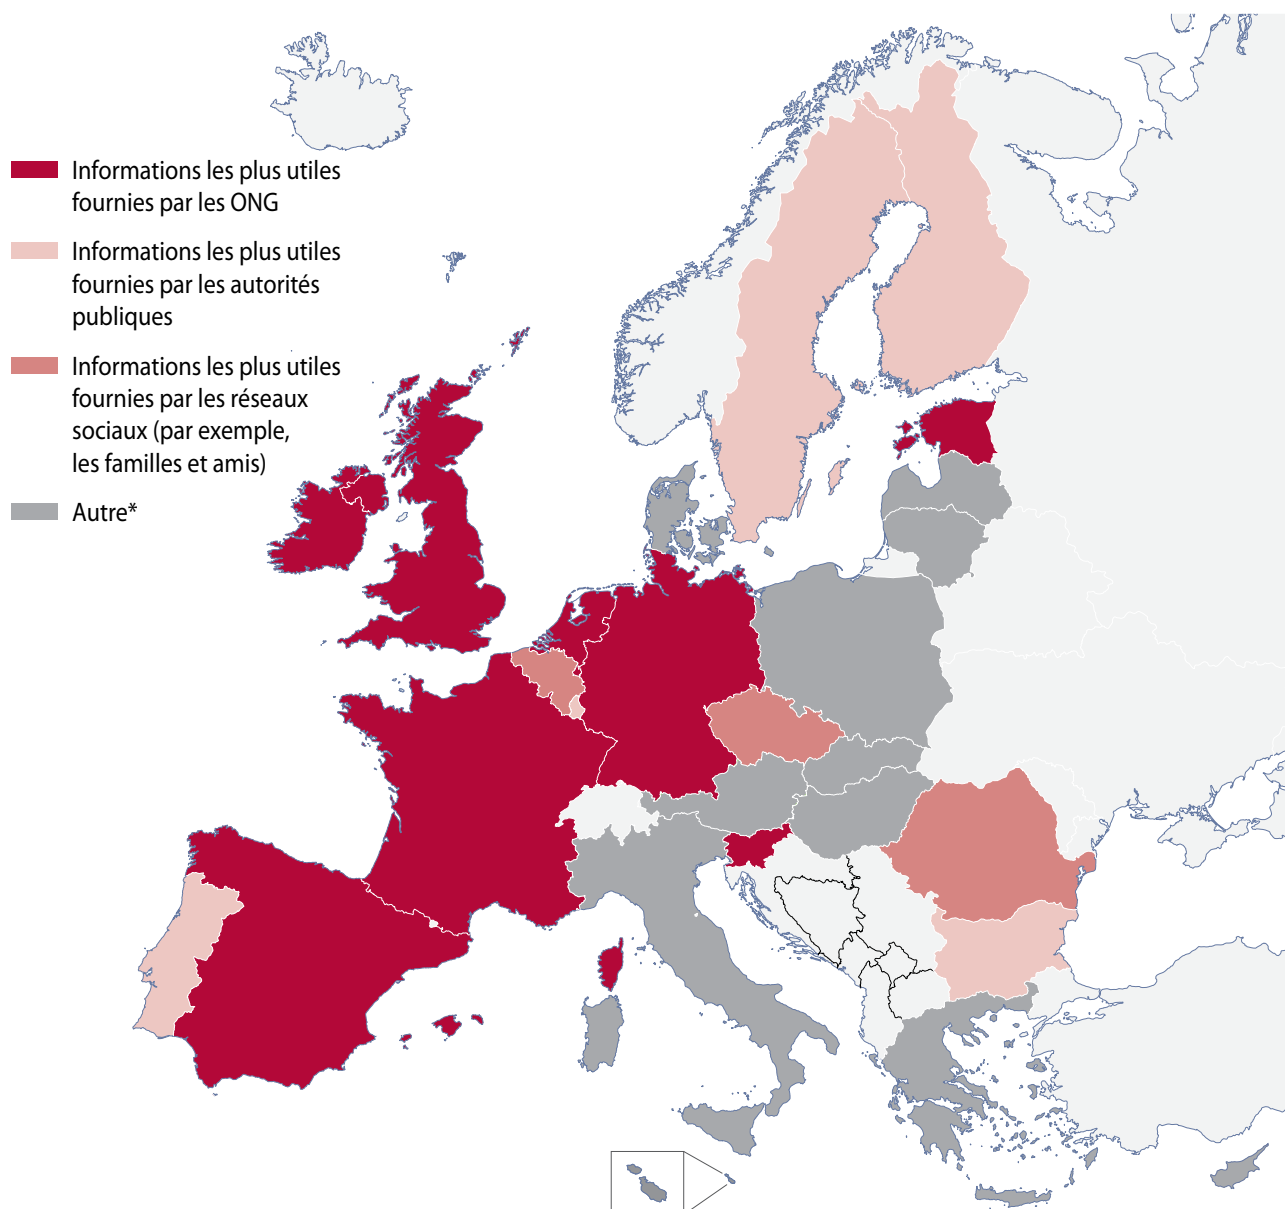 Informations les plus utiles
fournies par les ONG
Informations les plus utiles
fournies par les autorités
publiques
Informations les plus utiles
fournies par les réseaux
sociaux (par exemple,
les familles et amis)
Autre*